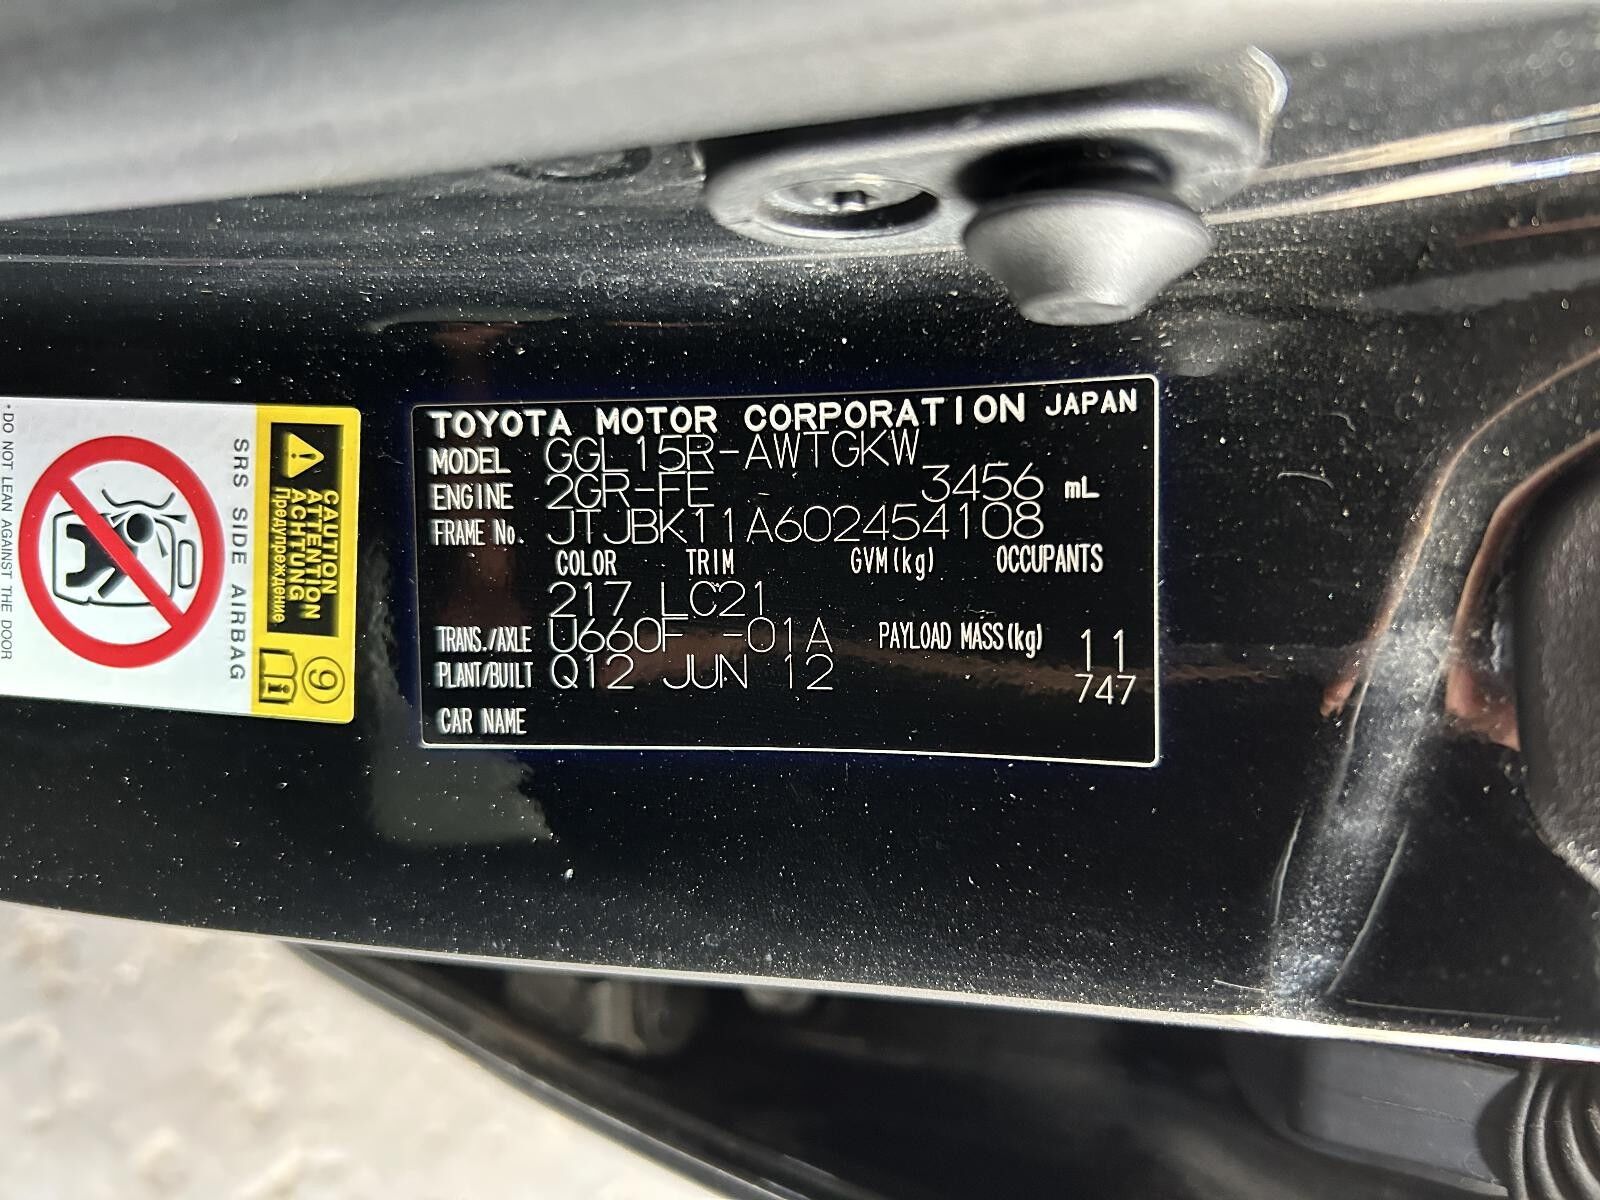 TOYOTA MOTOR CORPORATION JAPAN
MODEL GGL15R-AWTGKW
ENGINE 2GR-FE 3456 mL
FRAME No. JTJBK11A602454108
COLOR TRIM GVM(kg) OCCUPANTS
217 LC21
TRANS./AXLE U660F -01A PAYLOAD MASS(kg) 11
PLANT/BUILT Q12 JUN 12 747
CAR NAME
CAUTION
ATTENTION
ACHTUNG
Предупреждение
9
SRS SIDE AIRBAG
•DO NOT LEAN AGAINST THE DOOR